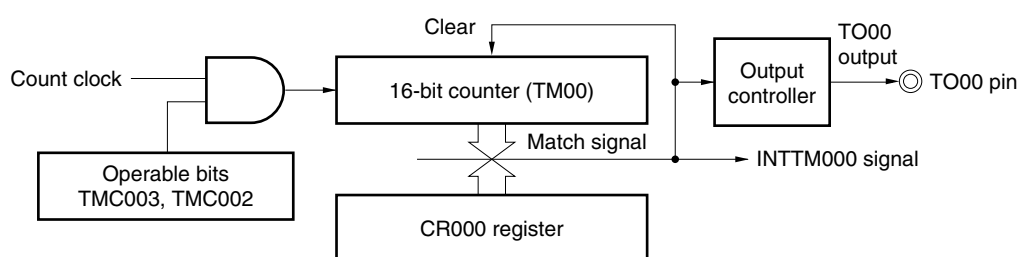 Clear
TO00
output
Count clock
16-bit counter (TM00)
Output
controller
TO00 pin
Match signal
INTTM000 signal
Operable bits
TMC003, TMC002
CR000 register